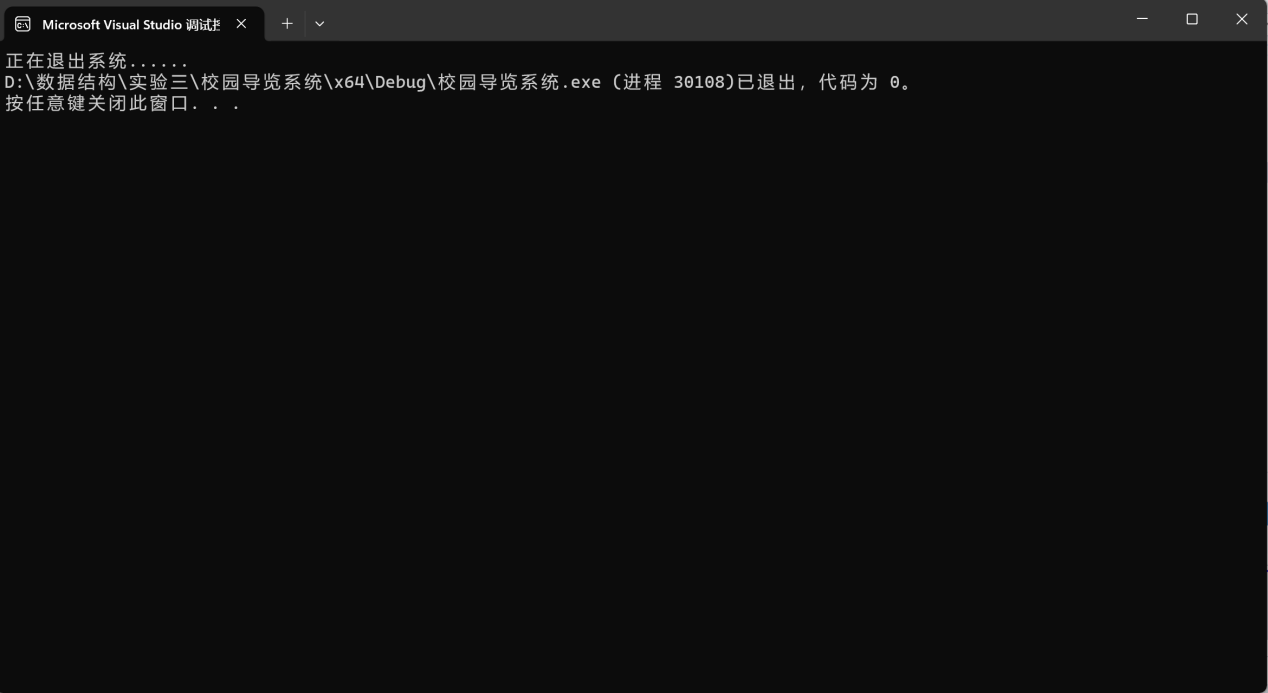 Microsoft Visual Studio 调试
正在退出系统......
D:\数据结构\实验三\校园导览系统\x64\Debug\校园导览系统.exe (进程 30108)已退出，代码为 0。
按任意键关闭此窗口. . .